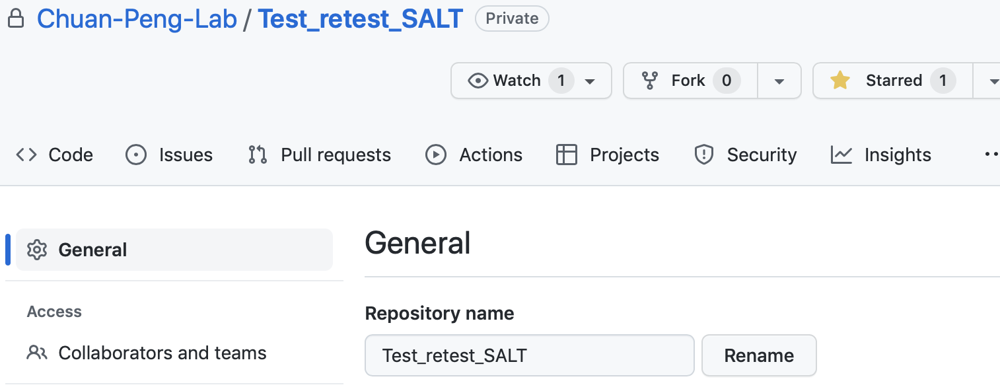 Chuan-Peng-Lab / Test_retest_SALT Private
Watch 1 Fork 0 Starred 1
Code Issues Pull requests Actions Projects Security Insights
General
General
Access
Repository name
Collaborators and teams
Test_retest_SALT Rename